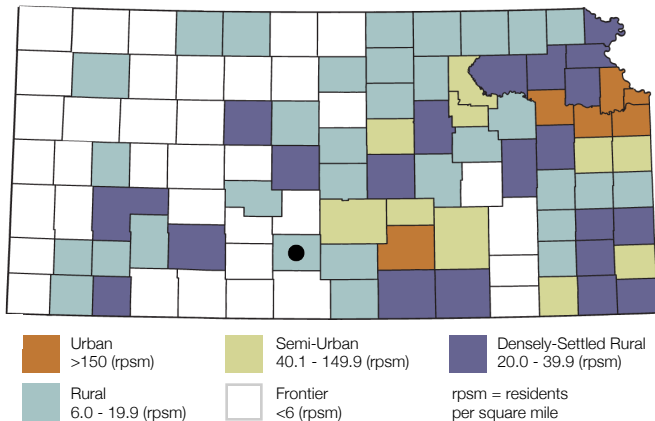 Urban
>150 (rpsm)
Semi-Urban
40.1 - 149.9 (rpsm)
Densely-Settled Rural
20.0 - 39.9 (rpsm)
Rural
6.0 - 19.9 (rpsm)
Frontier
<6 (rpsm)
rpsm = residents
per square mile